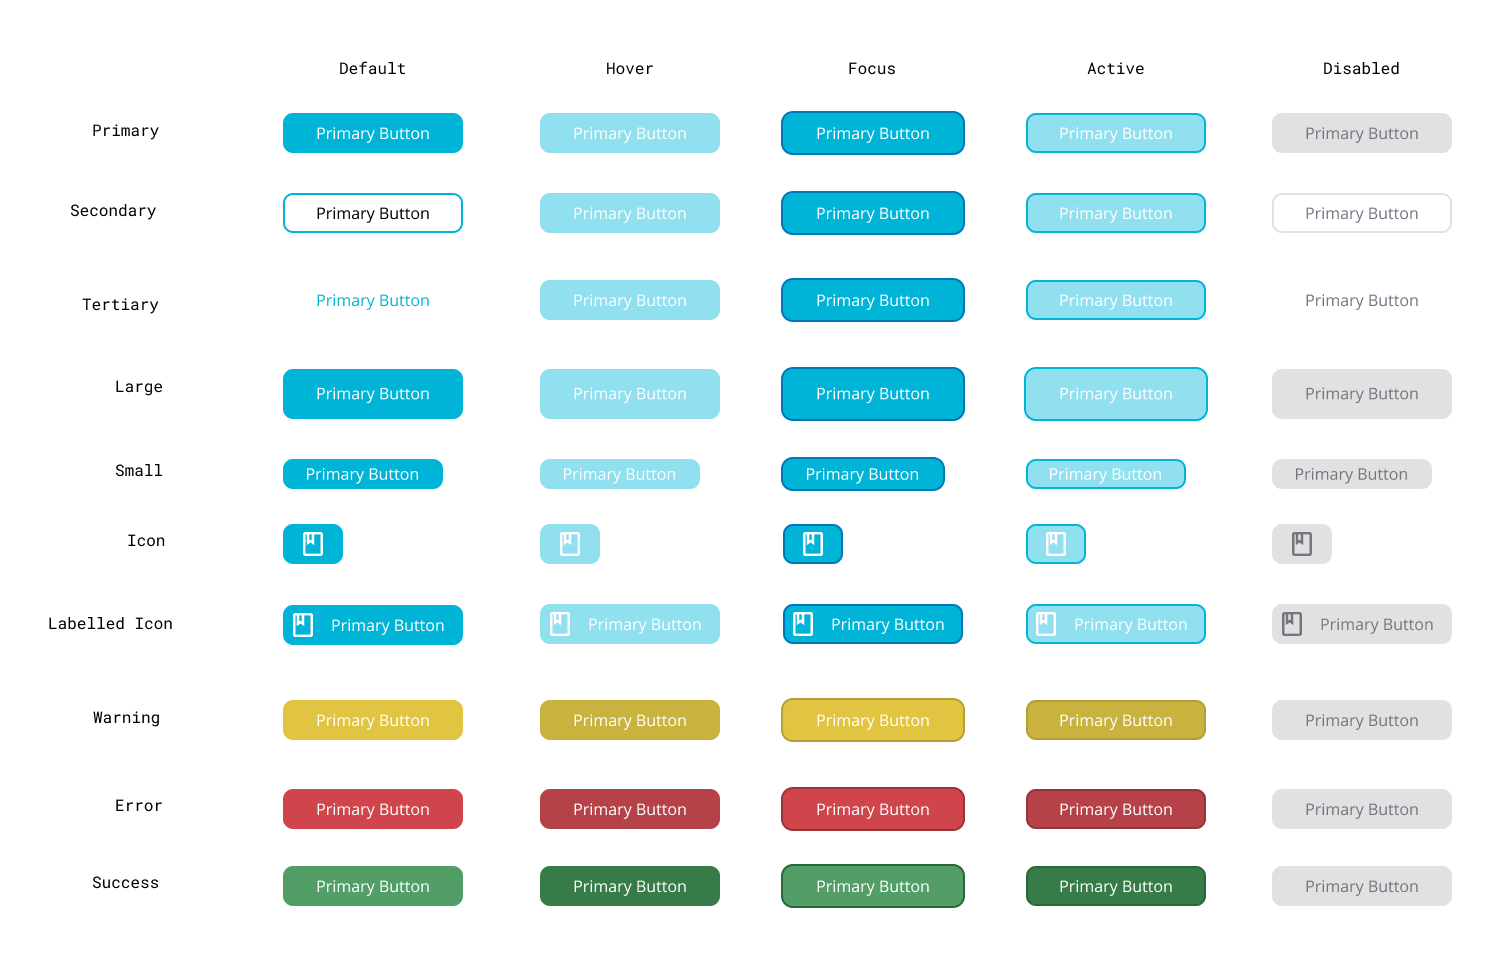 Default Hover Focus Active Disabled
Primary Primary Button Primary Button Primary Button Primary Button Primary Button
Secondary Primary Button Primary Button Primary Button Primary Button Primary Button
Tertiary Primary Button Primary Button Primary Button Primary Button Primary Button
Large Primary Button Primary Button Primary Button Primary Button Primary Button
Small Primary Button Primary Button Primary Button Primary Button Primary Button
Icon
Labelled Icon Primary Button Primary Button Primary Button Primary Button Primary Button
Warning Primary Button Primary Button Primary Button Primary Button Primary Button
Error Primary Button Primary Button Primary Button Primary Button Primary Button
Success Primary Button Primary Button Primary Button Primary Button Primary Button